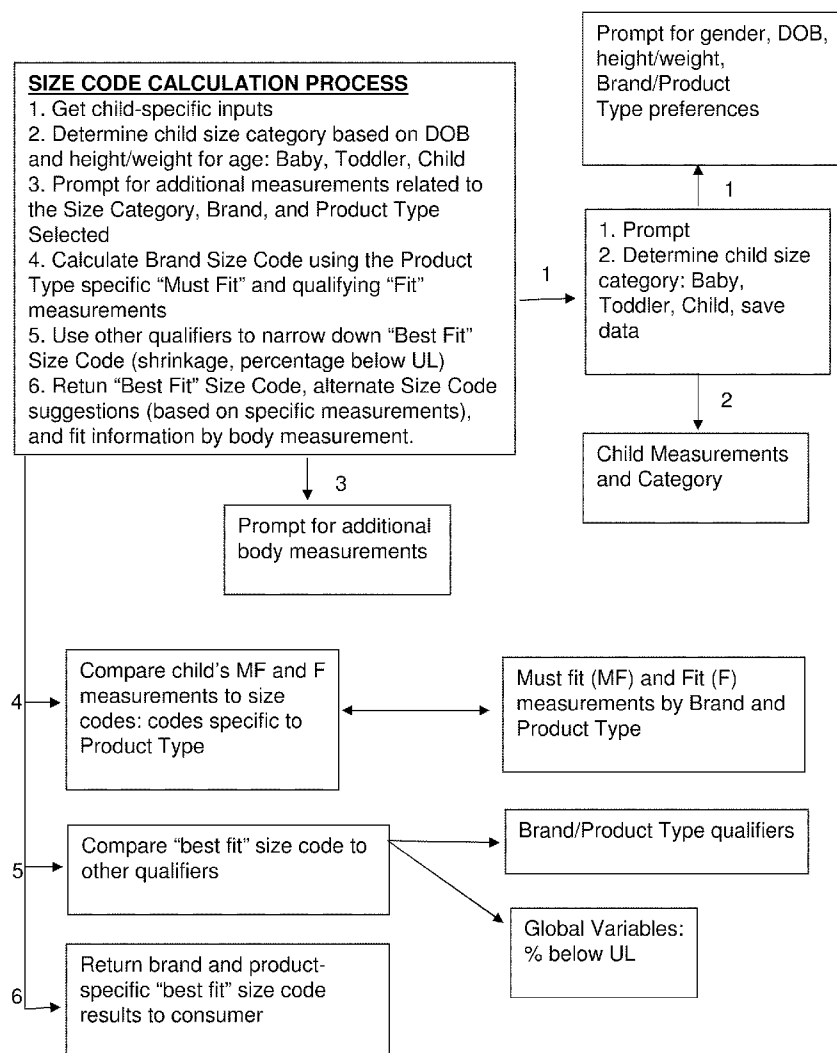 SIZE CODE CALCULATION PROCESS
1. Get child-specific inputs
2. Determine child size category based on DOB
and height/weight for age: Baby, Toddler, Child
3. Prompt for additional measurements related to
the Size Category, Brand, and Product Type
Selected
4. Calculate Brand Size Code using the Product
Type specific “Must Fit” and qualifying “Fit”
measurements
5. Use other qualifiers to narrow down “Best Fit”
Size Code (shrinkage, percentage below UL)
6. Retun “Best Fit” Size Code, alternate Size Code
suggestions (based on specific measurements),
and fit information by body measurement.
Prompt for gender, DOB,
height/weight,
Brand/Product
Type preferences
1
1
1. Prompt
2. Determine child size
category: Baby,
Toddler, Child, save
data
2
Child Measurements
and Category
3
Prompt for additional
body measurements
4
Compare child’s MF and F
measurements to size
codes: codes specific to
Product Type
Must fit (MF) and Fit (F)
measurements by Brand and
Product Type
5
Compare “best fit” size code to
other qualifiers
Brand/Product Type qualifiers
Global Variables:
% below UL
6
Return brand and product-
specific “best fit” size code
results to consumer